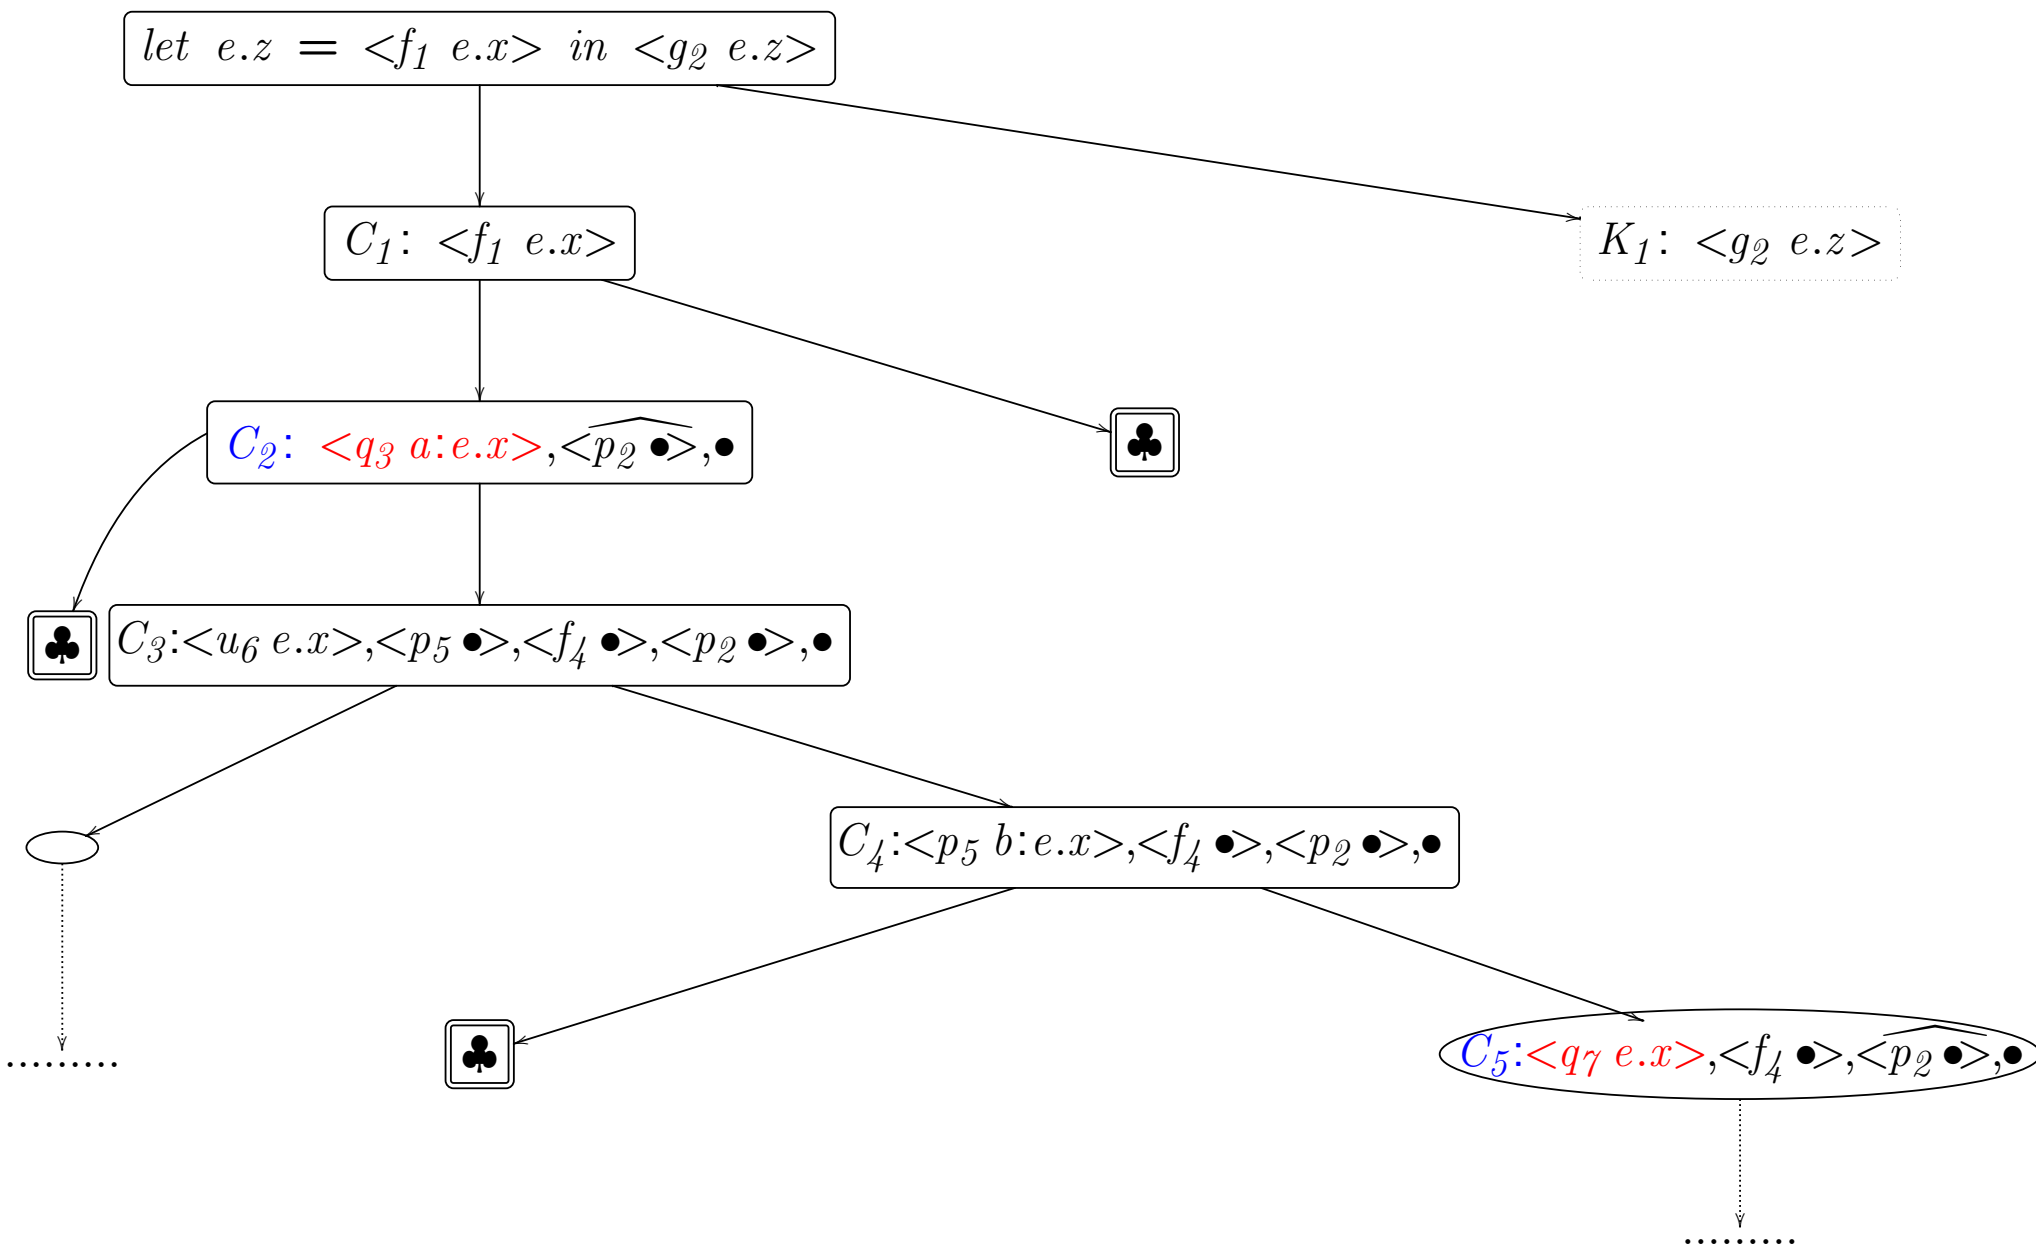 let e.z = <f₁ e.x> in <g₂ e.z>
C₁: <f₁ e.x>
K₁: <g₂ e.z>
C₂: <q₃ a:e.x>,<p₂ ●>,●
♣
♣
C₃:<u₆ e.x>,<p₅ ●>,<f₄ ●>,<p₂ ●>,●
C₄:<p₅ b:e.x>,<f₄ ●>,<p₂ ●>,●
♣
C₅:<q₇ e.x>,<f₄ ●>,<p₂ ●>,●
.........
.........